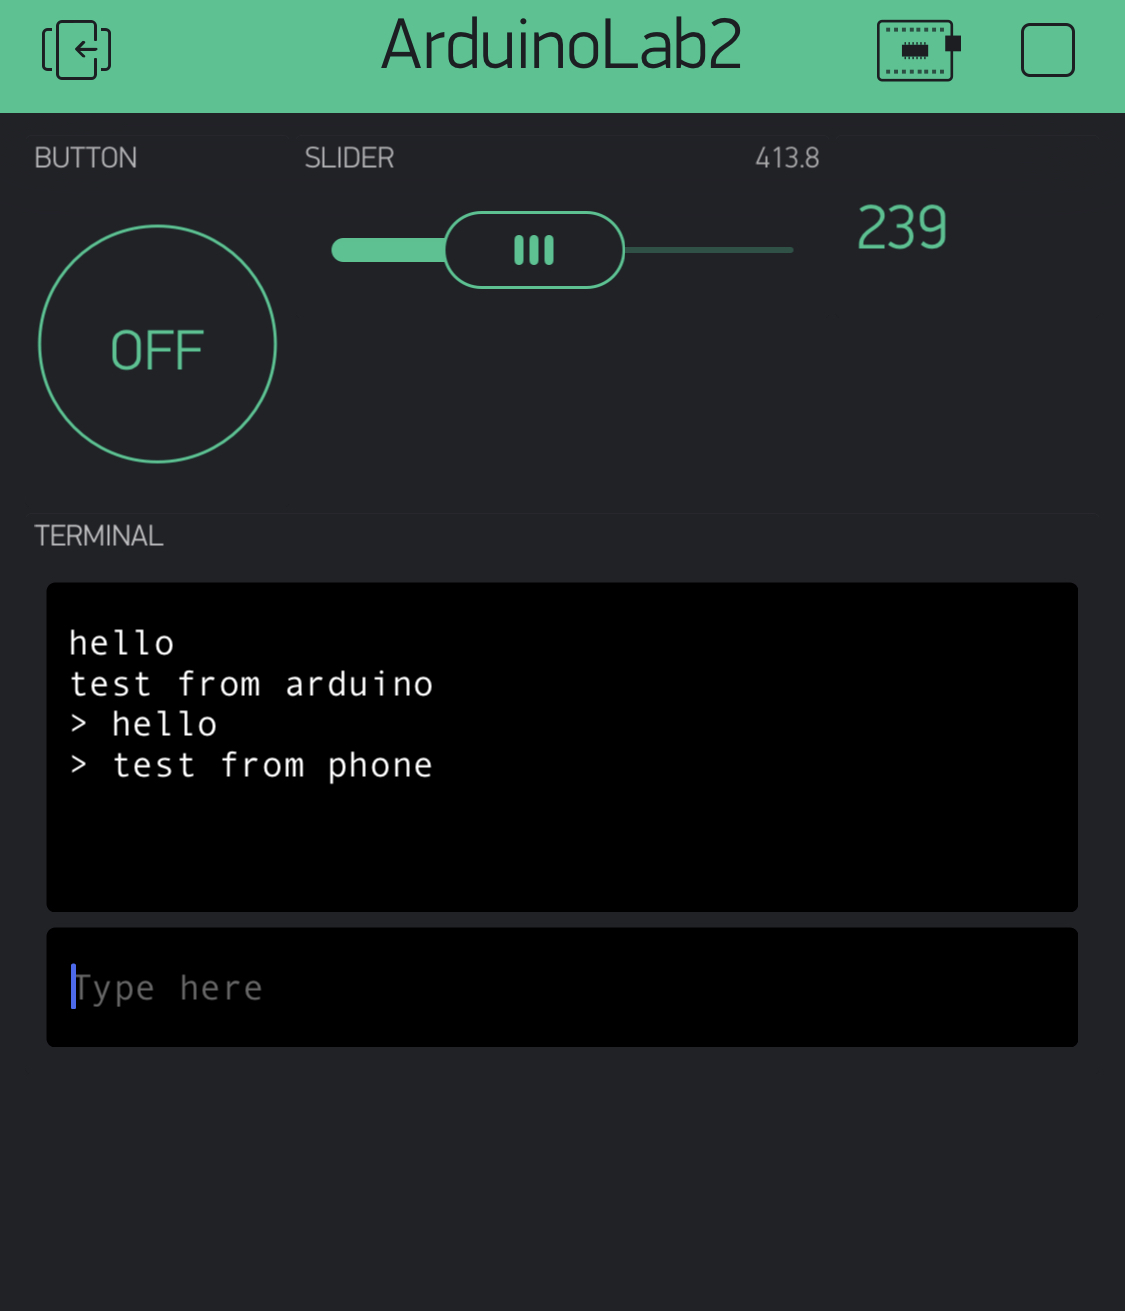 ArduinoLab2
BUTTON
SLIDER
413.8
239
OFF
TERMINAL
hello
test from arduino
> hello
> test from phone
Type here